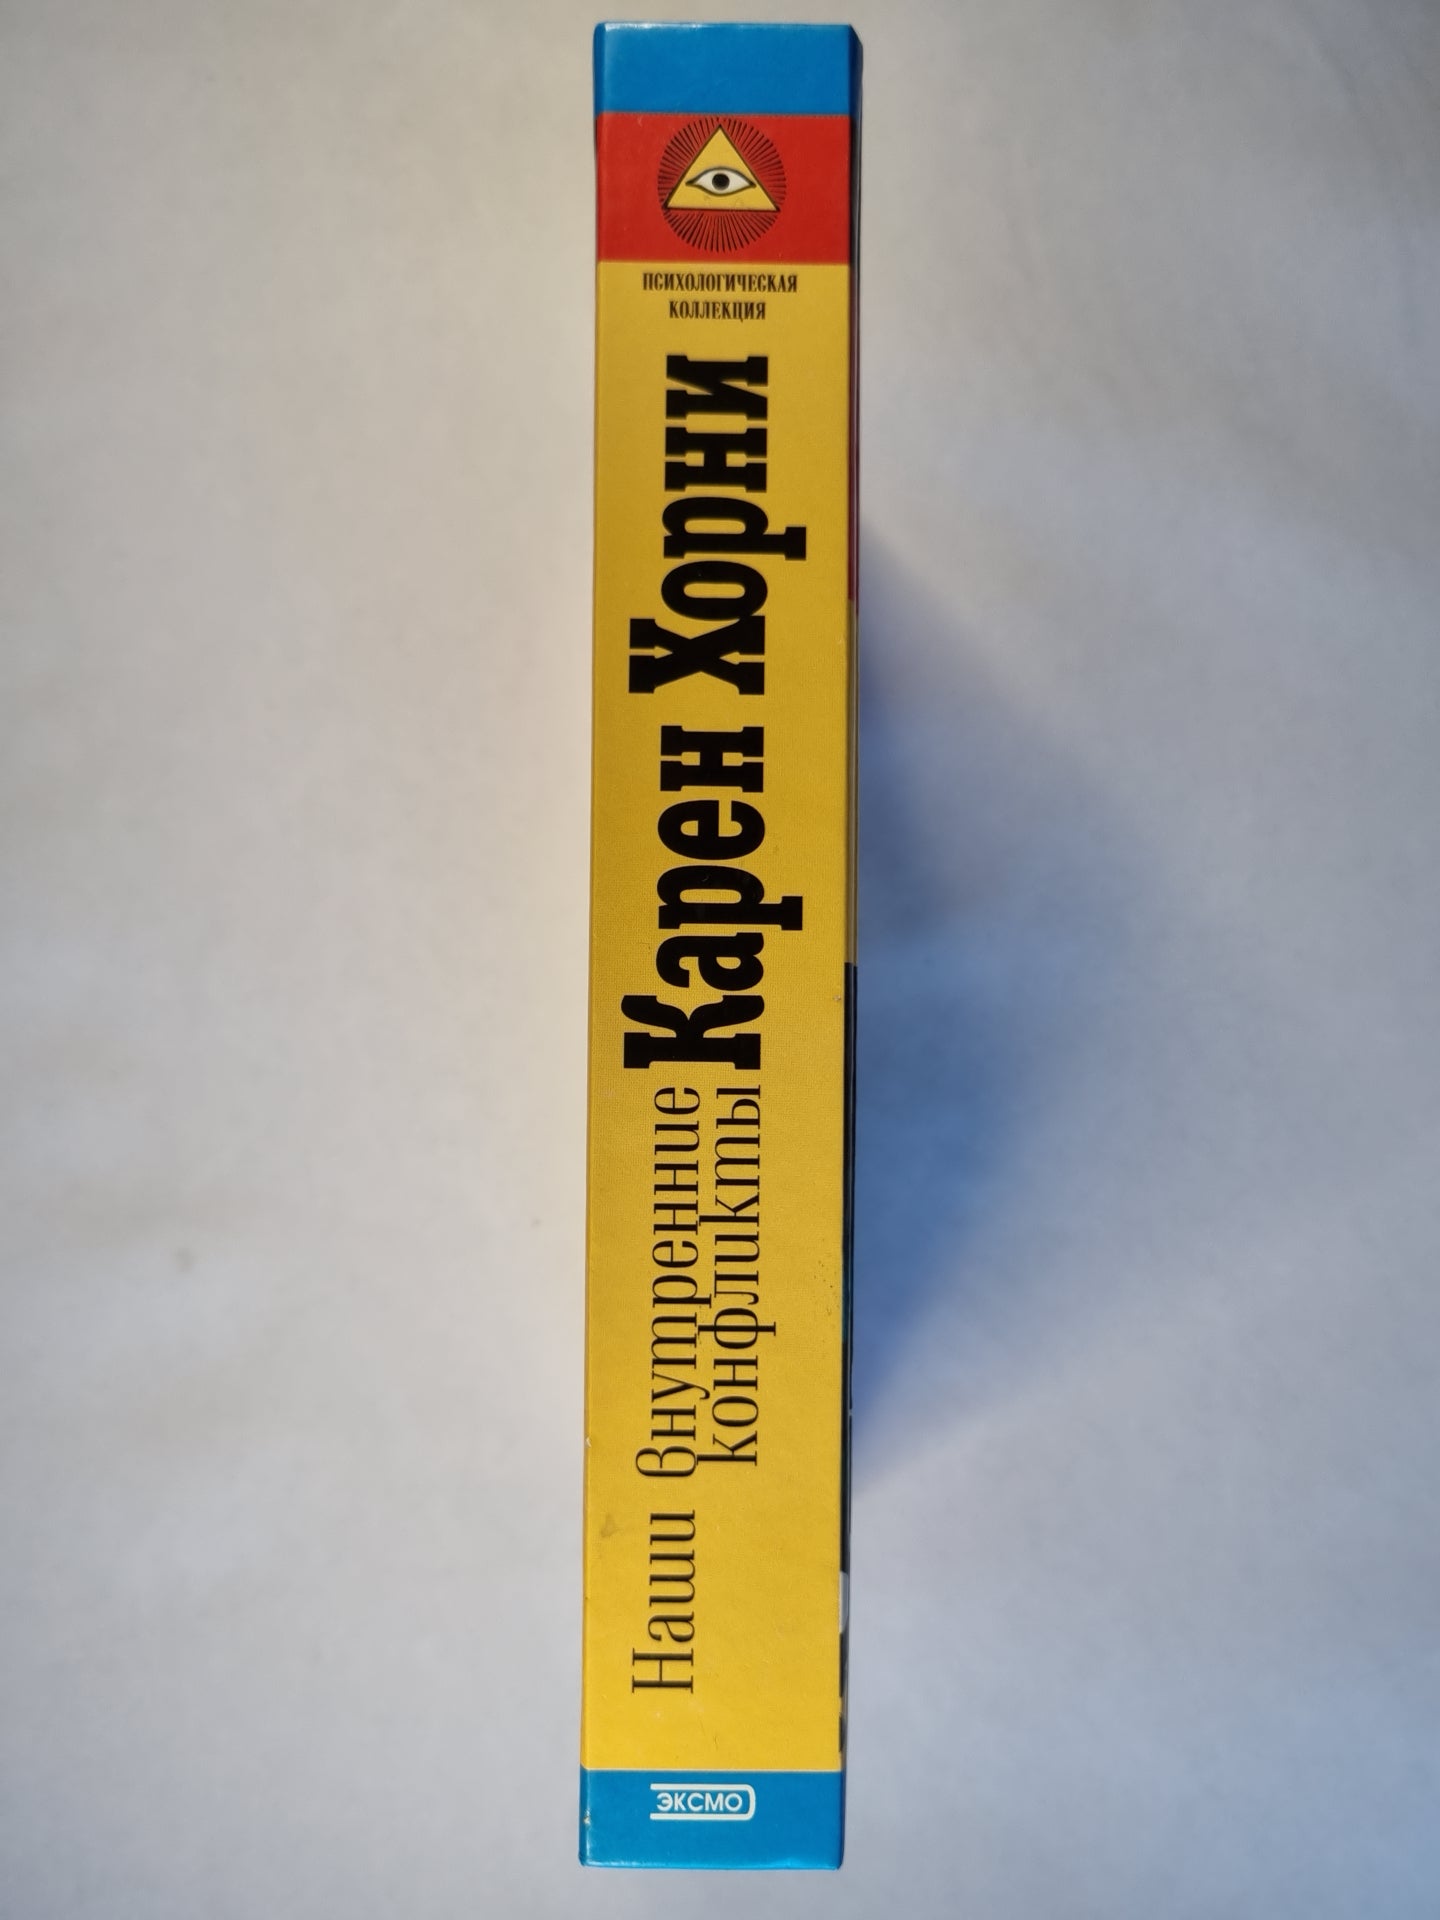 ПСИХОЛОГИЧЕСКАЯ
КОЛЛЕКЦИЯ
Карен Хорни
Наши внутренние
конфликты
ЭКСМО